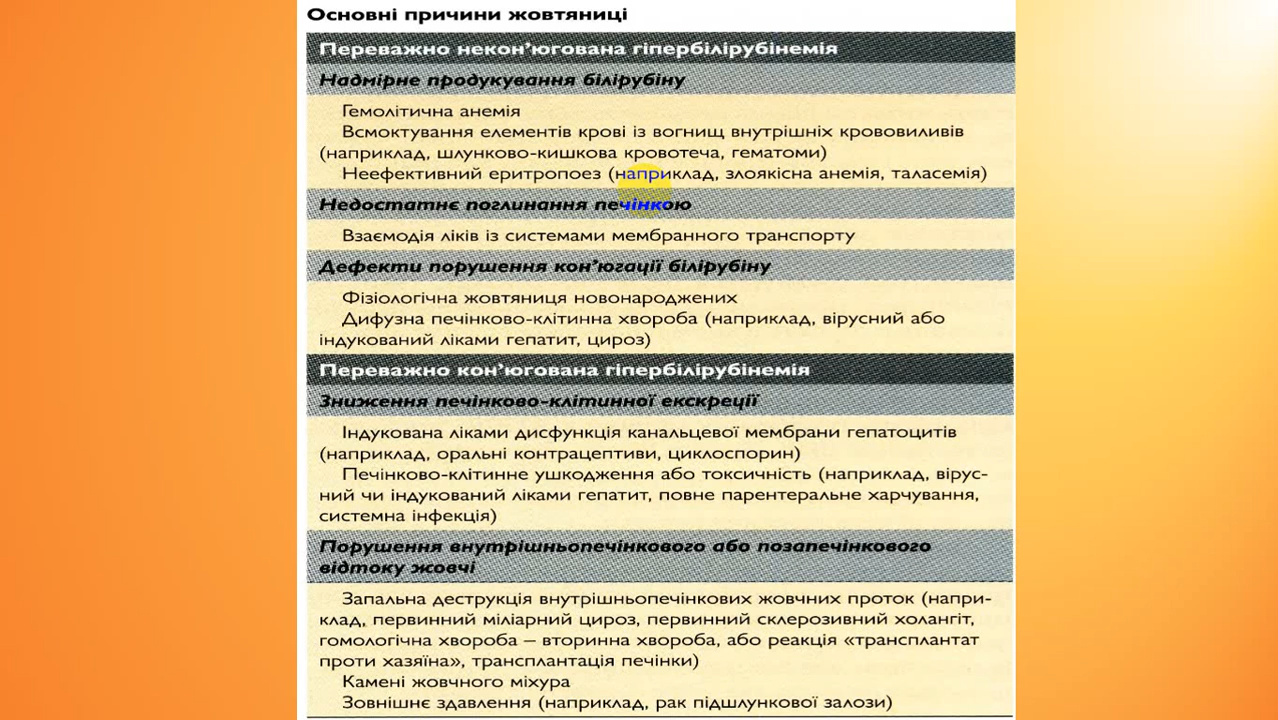 Основні причини жовтяниці
Переважно некон’югована гіпербілірубінемія
Надмірне продукування білірубіну
Гемолітична анемія
Всмоктування елементів крові із вогнищ внутрішніх крововиливів
(наприклад, шлунково-кишкова кровотеча, гематоми)
Неефективний еритропоез (наприклад, злоякісна анемія, таласемія)
Недостатнє поглинання печінкою
Взаємодія ліків із системами мембранного транспорту
Дефекти порушення кон’югації білірубіну
Фізіологічна жовтяниця новонароджених
Дифузна печінково-клітинна хвороба (наприклад, вірусний або
індукований ліками гепатит, цироз)
Переважно кон’югована гіпербілірубінемія
Зниження печінково-клітинної екскреції
Індукована ліками дисфункція канальцевої мембрани гепатоцитів
(наприклад, оральні контрацептиви, циклоспорин)
Печінково-клітинне ушкодження або токсичність (наприклад, вірус-
ний чи індукований ліками гепатит, повне парентеральне харчування,
системна інфекція)
Порушення внутрішньопечінкового або позапечінкового
відтоку жовчі
Запальна деструкція внутрішньопечінкових жовчних проток (напри-
клад, первинний міліарний цироз, первинний склерозивний холангіт,
гомологічна хвороба – вторинна хвороба, або реакція «трансплантат
проти хазяїна», трансплантація печінки)
Камені жовчного міхура
Зовнішнє здавлення (наприклад, рак підшлункової залози)